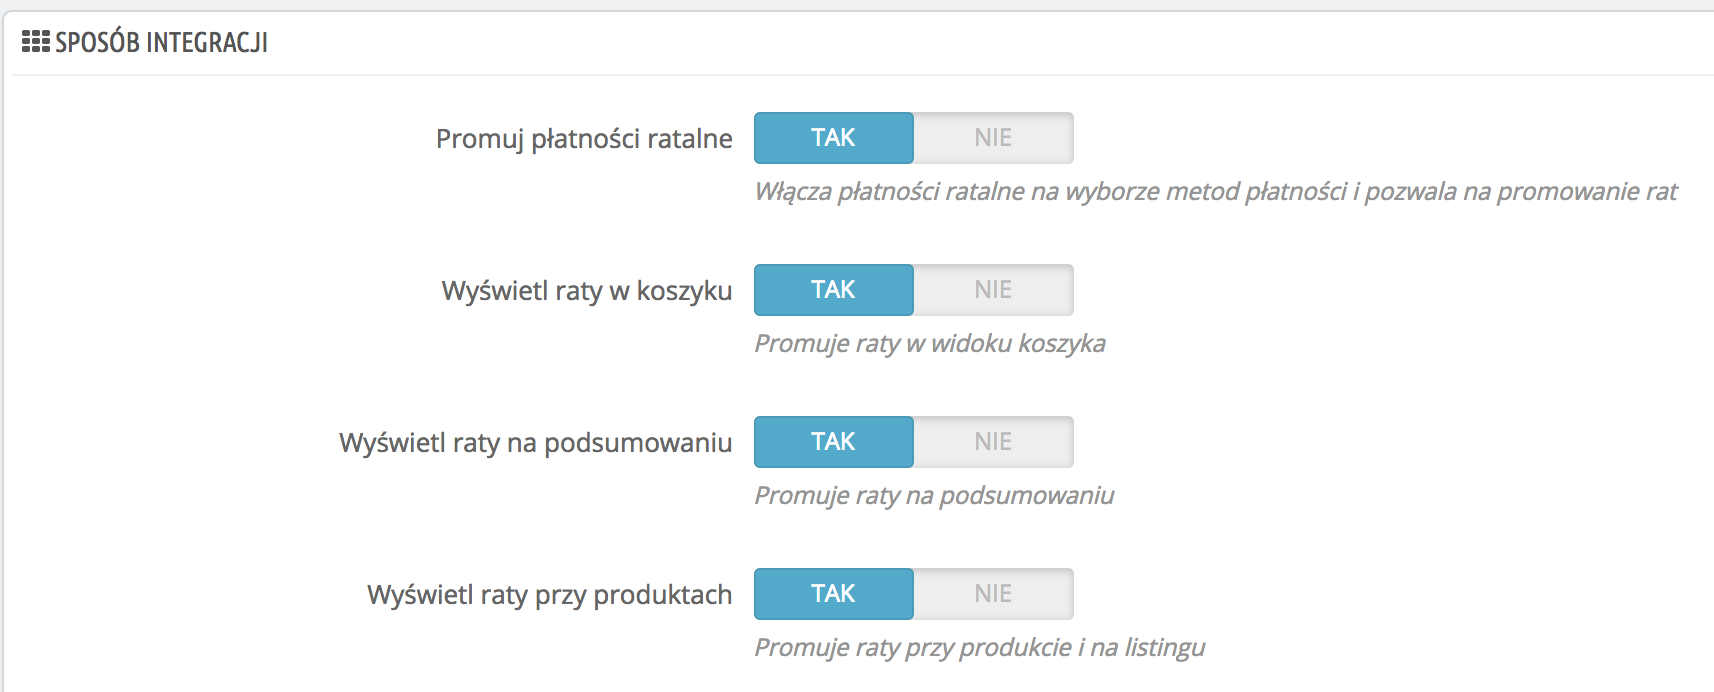 SPOSÓB INTEGRACJI
Promuj płatności ratalne TAK NIE
Włącza płatności ratalne na wyborze metod płatności i pozwala na promowanie rat
Wyświetl raty w koszyku TAK NIE
Promuje raty w widoku koszyka
Wyświetl raty na podsumowaniu TAK NIE
Promuje raty na podsumowaniu
Wyświetl raty przy produktach TAK NIE
Promuje raty przy produkcie i na listingu